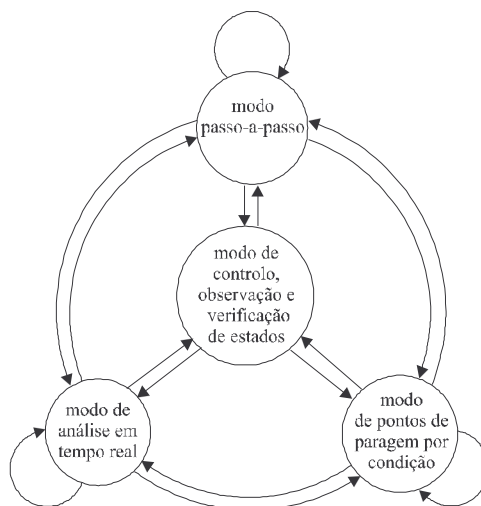 modo
passo-a-passo
modo de
controlo,
observação e
verificação
de estados
modo de
análise em
tempo real
modo
de pontos de
paragem por
condição